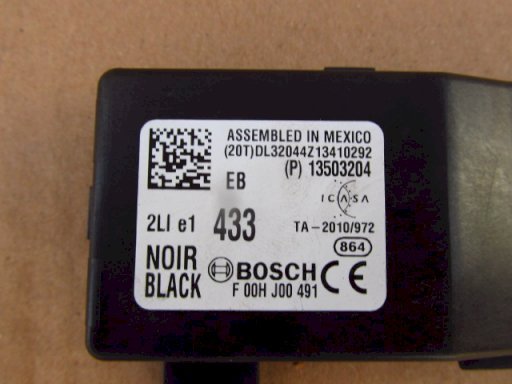 ASSEMBLED IN MEXICO
(20T)DL32044Z13410292
(P) 13503204
EB
ICASA
2LI e1 433 TA-2010/972
864
NOIR
BLACK
BOSCH CE
F 00H J00 491